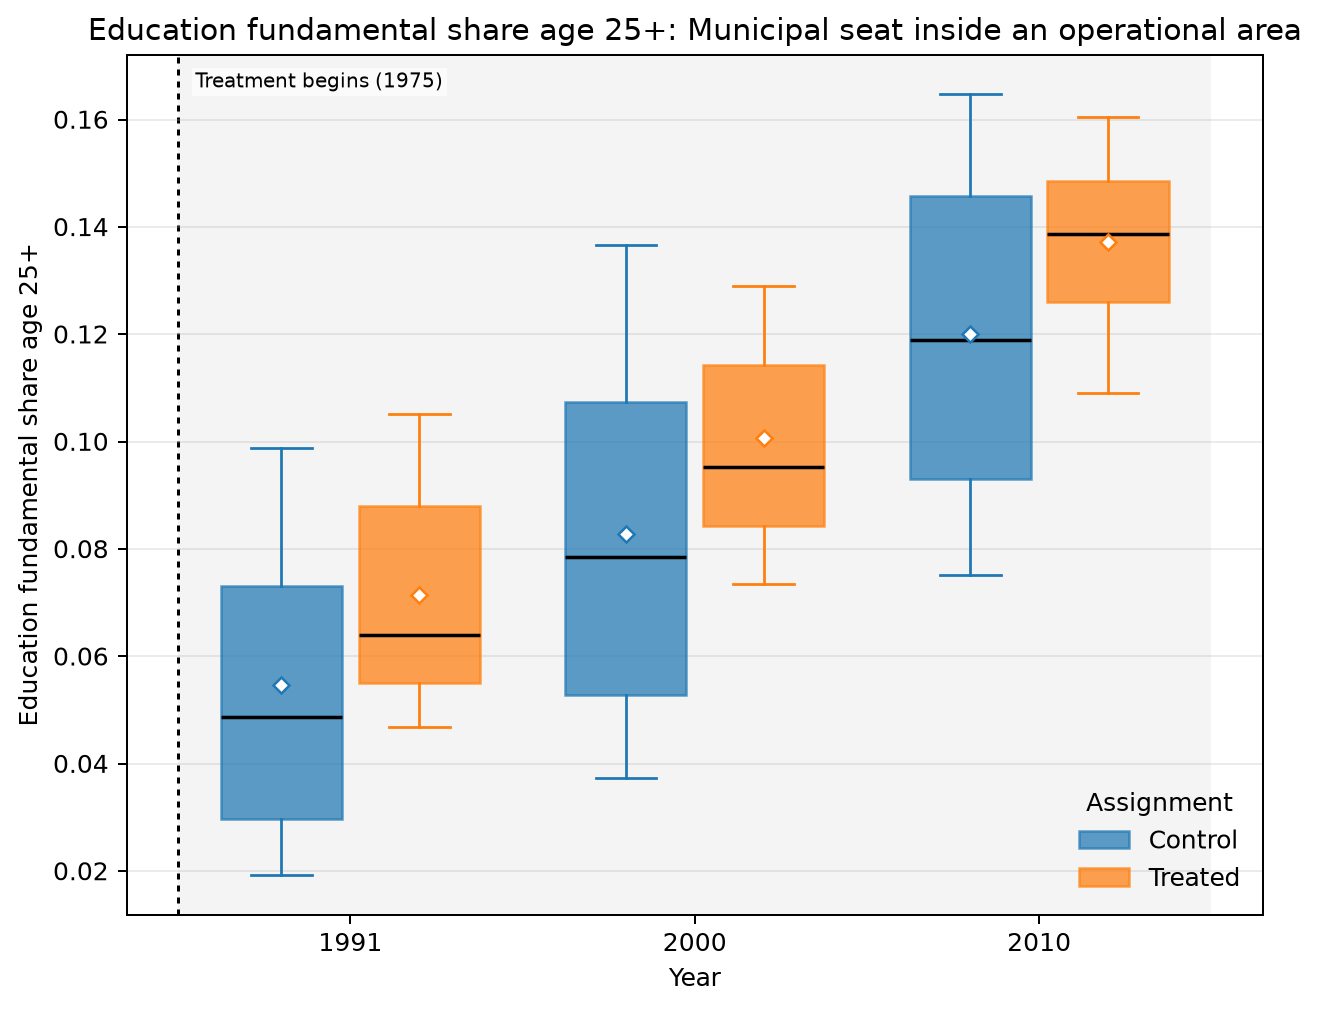 Education fundamental share age 25+: Municipal seat inside an operational area
Treatment begins (1975)
0.16
0.14
0.12
0.10
0.08
0.06
0.04
0.02
Education fundamental share age 25+
Assignment
Control
Treated
1991
2000
2010
Year